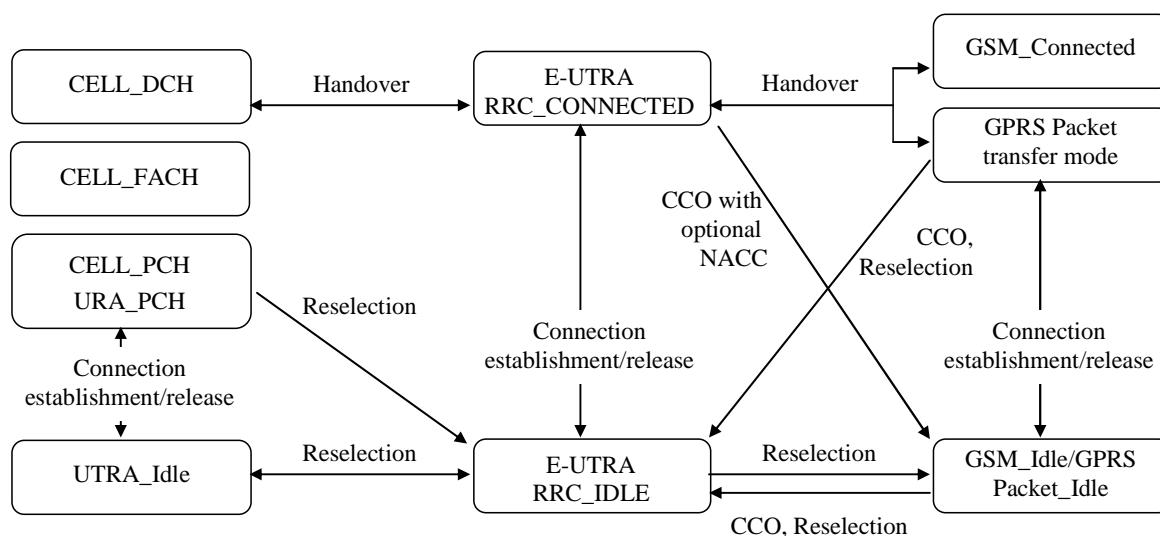 GSM_Connected
CELL_DCH
Handover
E-UTRA
RRC_CONNECTED
Handover
GPRS Packet
transfer mode
CELL_FACH
CCO with
optional
NACC
CCO,
Reselection
CELL_PCH
URA_PCH
Reselection
Connection
establishment/release
Connection
establishment/release
Connection
establishment/release
UTRA_Idle
Reselection
E-UTRA
RRC_IDLE
Reselection
GSM_Idle/GPRS
Packet_Idle
CCO, Reselection